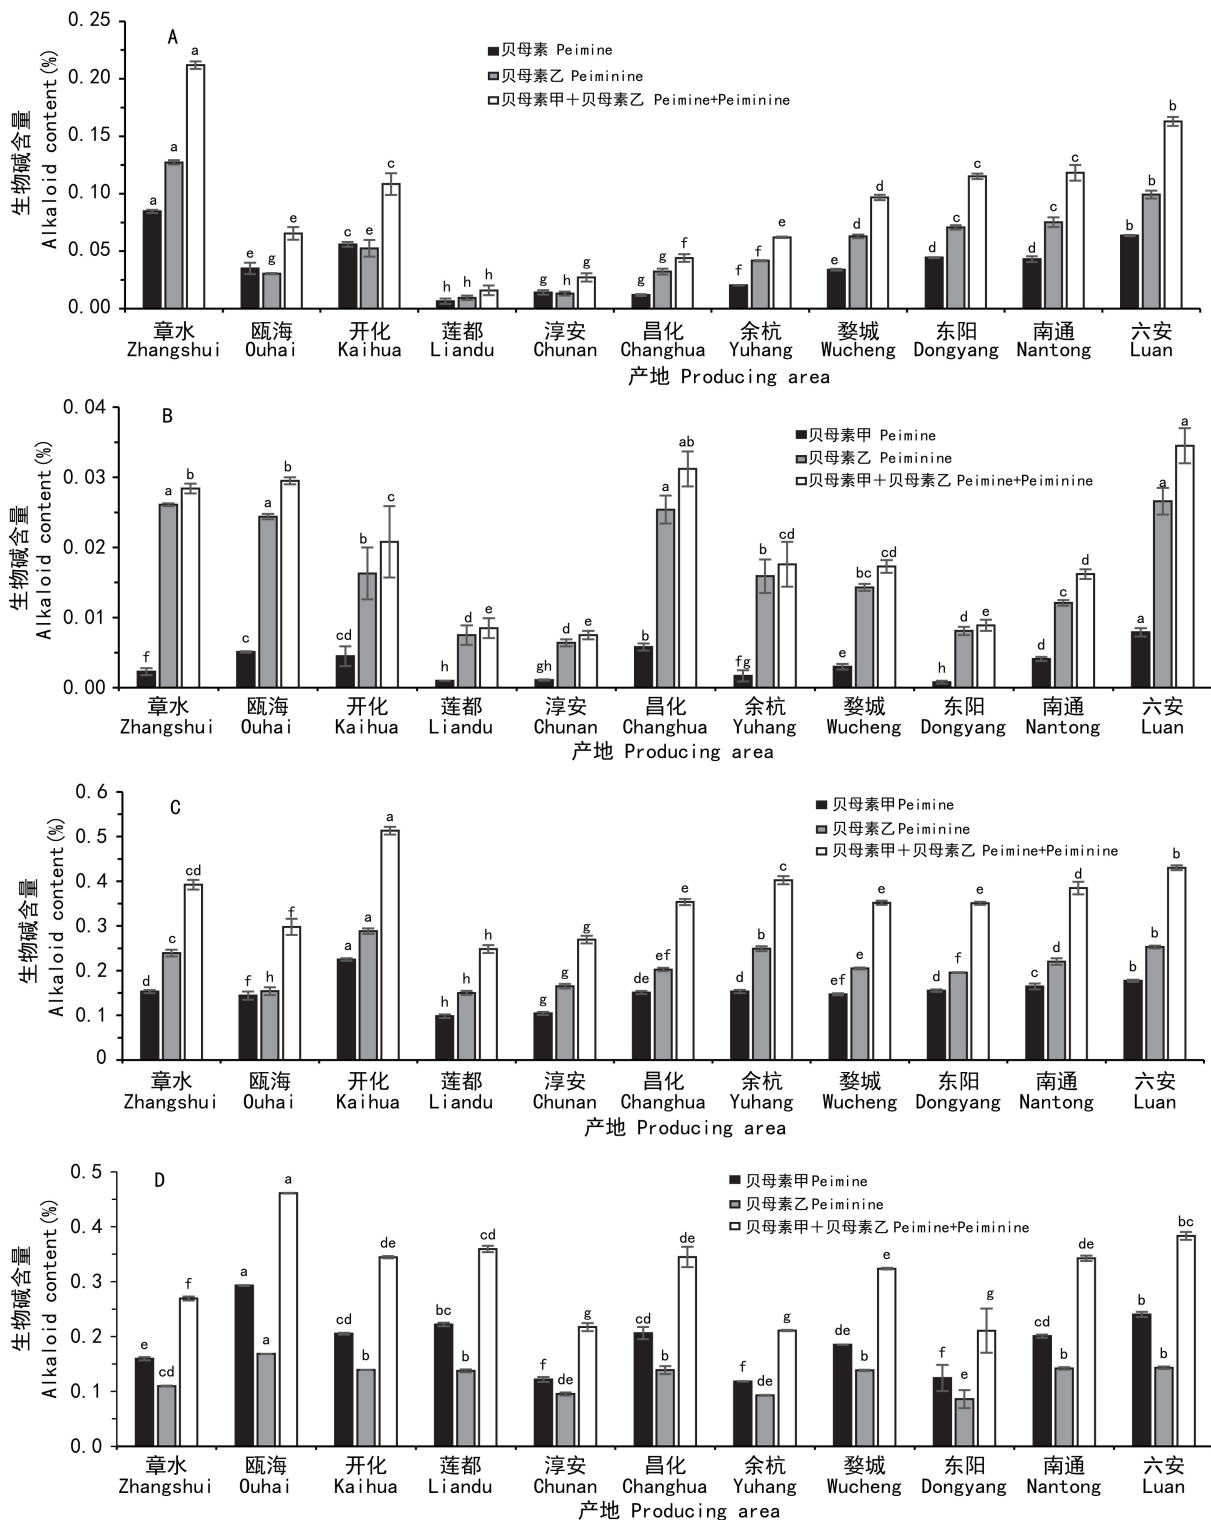 A
贝母素 Peimine
贝母素乙 Peiminine
贝母素甲+贝母素乙 Peimine+Peiminine
生物碱含量
Alkaloid content(%)
0.25
0.20
0.15
0.10
0.05
0.00
a a a
e g e
c e c
h h h
g h g
g g f
f f e
e d d
d c c
d c c
b b b
章水 瓯海 开化 莲都 淳安 昌化 余杭 婺城 东阳 南通 六安
Zhangshui Ouhai Kaihua Liandu Chunan Changhua Yuhang Wucheng Dongyang Nantong Luan
产地 Producing area
B
贝母素甲 Peimine
贝母素乙 Peiminine
贝母素甲+贝母素乙 Peimine+Peiminine
生物碱含量
Alkaloid content(%)
0.04
0.03
0.02
0.01
0.00
f a b
c a b
cd b c
h d e
gh d e
b a ab
fg b cd
e bc cd
h d e
d c d
a a a
章水 瓯海 开化 莲都 淳安 昌化 余杭 婺城 东阳 南通 六安
Zhangshui Ouhai Kaihua Liandu Chunan Changhua Yuhang Wucheng Dongyang Nantong Luan
产地 Producing area
C
贝母素甲Peimine
贝母素乙Peiminine
贝母素甲+贝母素乙 Peimine+Peiminine
生物碱含量
Alkaloid content(%)
0.6
0.5
0.4
0.3
0.2
0.1
0
d c cd
f h f
a a a
h h h
g g g
de ef e
d b c
ef e e
d f e
c d d
b b b
章水 瓯海 开化 莲都 淳安 昌化 余杭 婺城 东阳 南通 六安
Zhangshui Ouhai Kaihua Liandu Chunan Changhua Yuhang Wucheng Dongyang Nantong Luan
产地 Producing area
D
贝母素甲Peimine
贝母素乙Peiminine
贝母素甲+贝母素乙 Peimine+Peiminine
生物碱含量
Alkaloid content(%)
0.5
0.4
0.3
0.2
0.1
0.0
e cd f
a a a
cd b de
bc b cd
f de g
cd b de
f de g
de b e
f e g
cd b de
b b bc
章水 瓯海 开化 莲都 淳安 昌化 余杭 婺城 东阳 南通 六安
Zhangshui Ouhai Kaihua Liandu Chunan Changhua Yuhang Wucheng Dongyang Nantong Luan
产地 Producing area